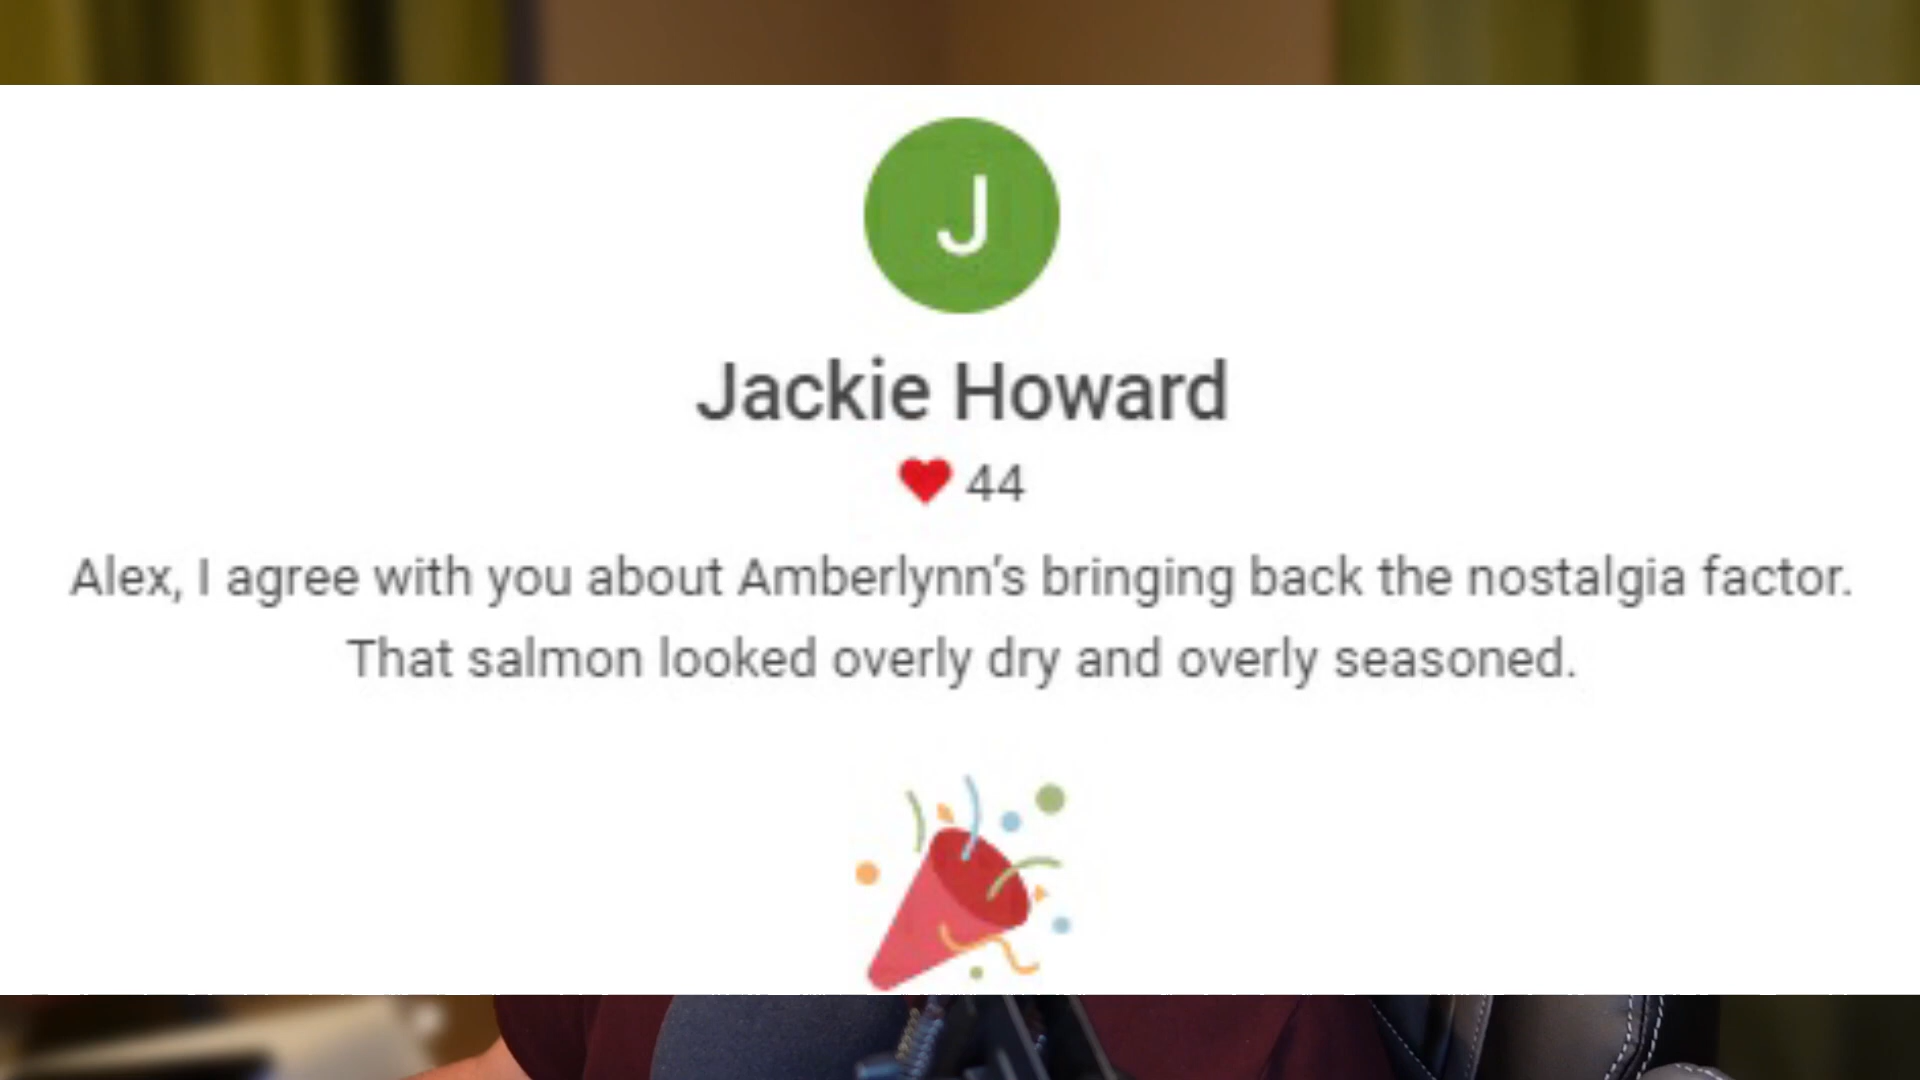 J
Jackie Howard
❤ 44
Alex, I agree with you about Amberlynn’s bringing back the nostalgia factor.
That salmon looked overly dry and overly seasoned.